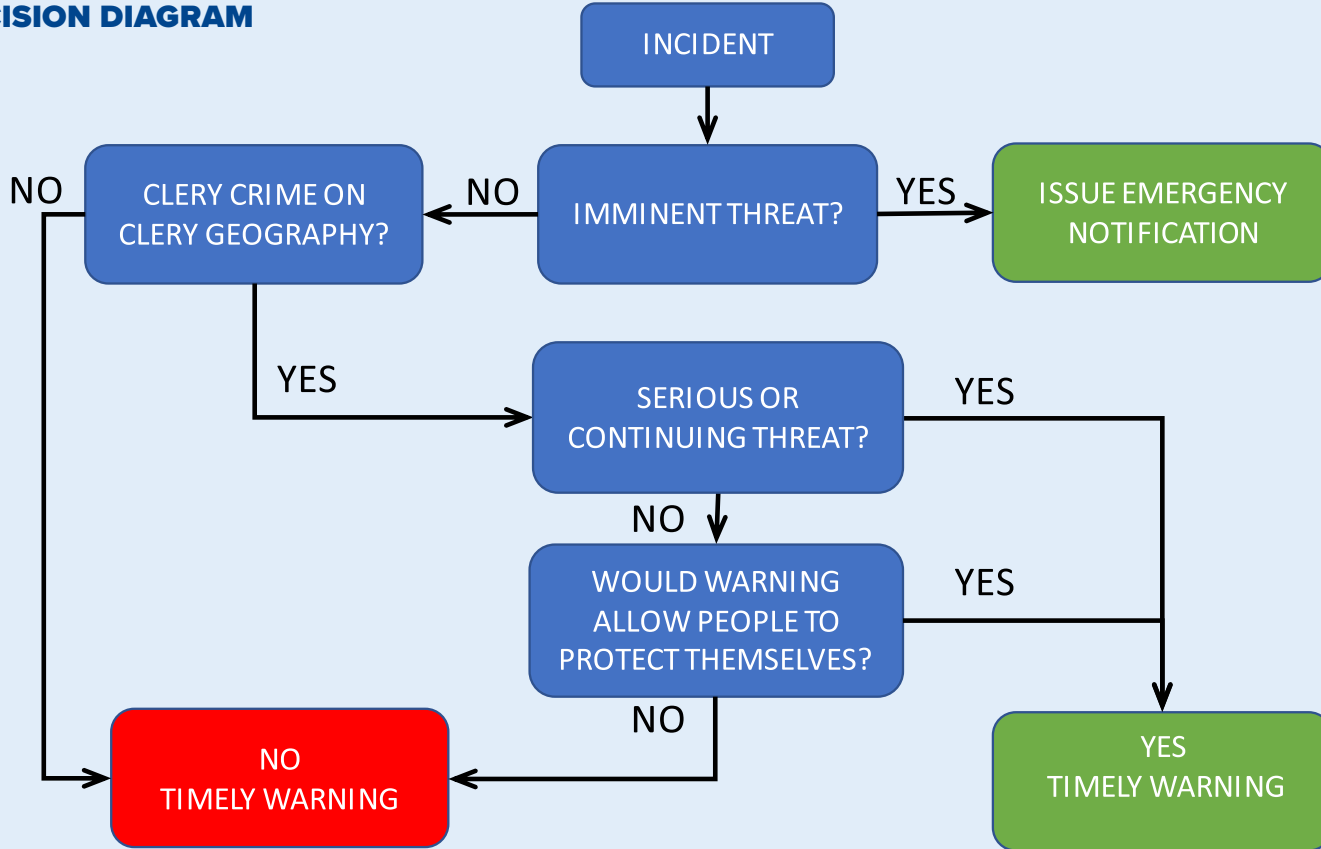 CISION DIAGRAM
INCIDENT
NO
CLERY CRIME ON
CLERY GEOGRAPHY?
NO
IMMINENT THREAT?
YES
ISSUE EMERGENCY
NOTIFICATION
YES
SERIOUS OR
CONTINUING THREAT?
YES
NO
WOULD WARNING
ALLOW PEOPLE TO
PROTECT THEMSELVES?
YES
NO
NO
TIMELY WARNING
YES
TIMELY WARNING